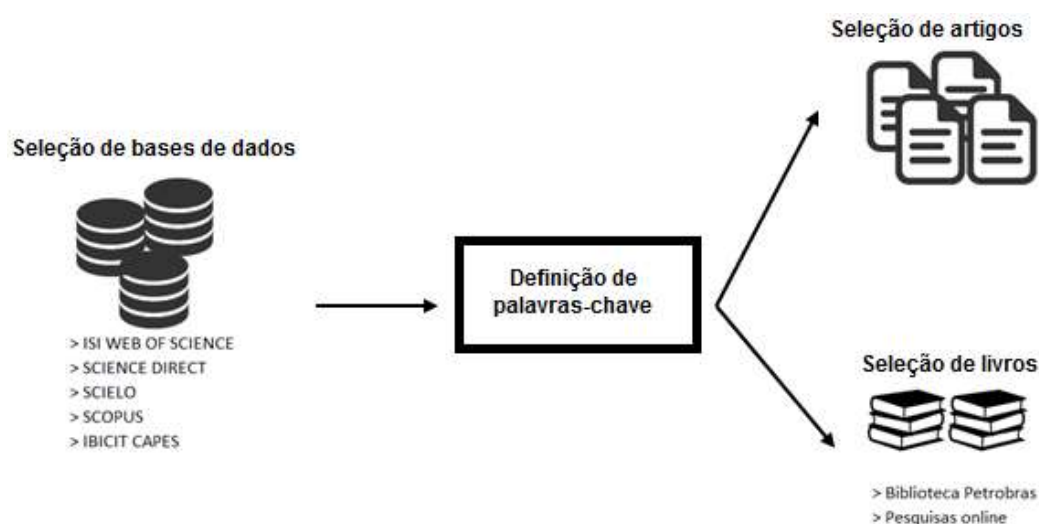 Seleção de bases de dados
> ISI WEB OF SCIENCE
> SCIENCE DIRECT
> SCIELO
> SCOPUS
> IBICIT CAPES
Definição de
palavras-chave
Seleção de artigos
Seleção de livros
> Biblioteca Petrobras
> Pesquisas online